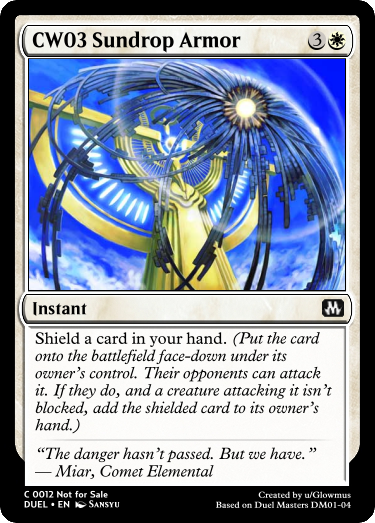 CW03 Sundrop Armor 3
Instant
Shield a card in your hand. (Put the card
onto the battlefield face-down under its
owner's control. Their opponents can attack
it. If they do, and a creature attacking it isn't
blocked, add the shielded card to its owner's
hand.)
"The danger hasn't passed. But we have."
— Miar, Comet Elemental
C 0012 Not for Sale
DUEL • EN SANSYU
Created by u/Glowmus
Based on Duel Masters DM01-04